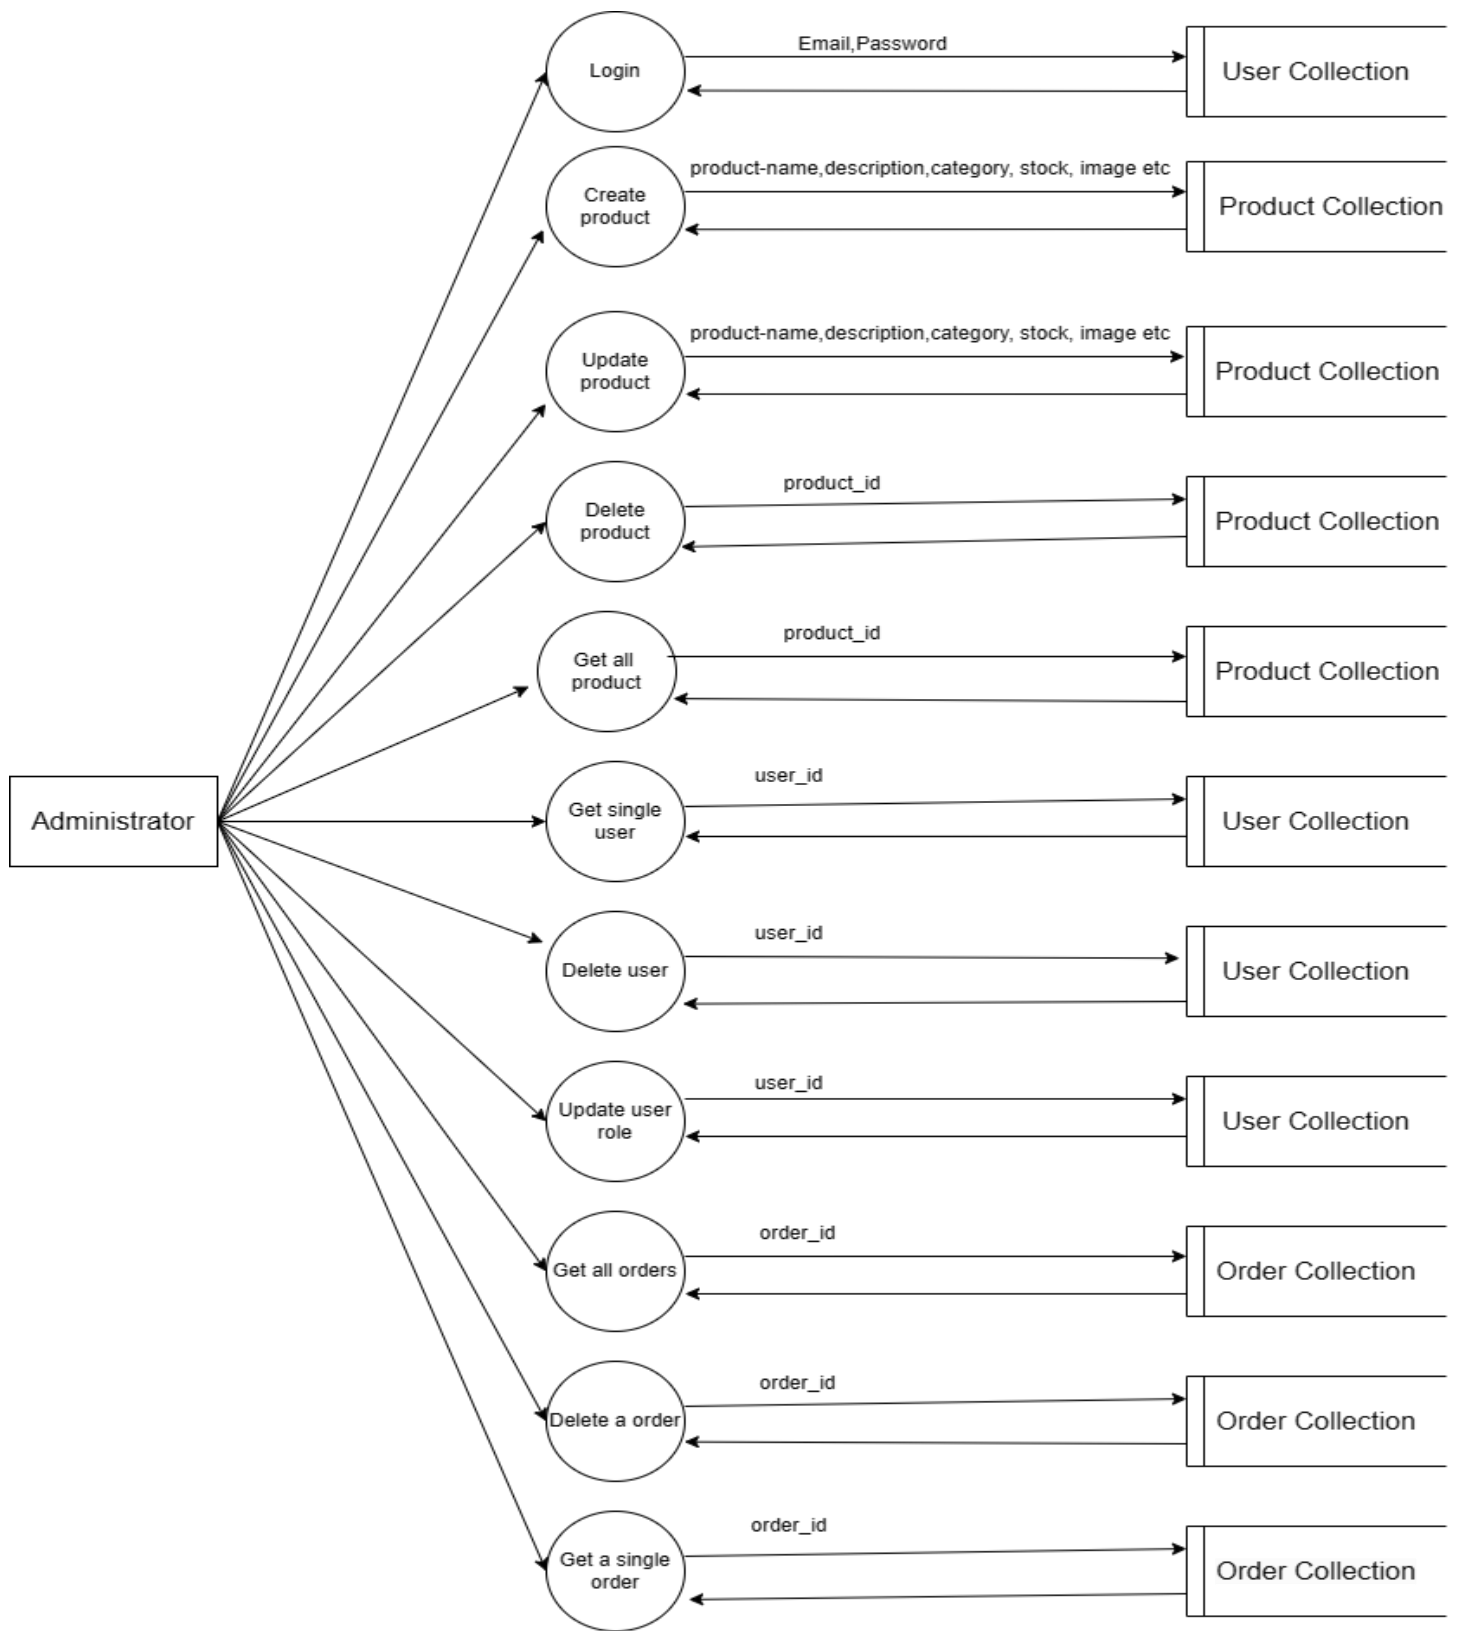 Login
Email,Password
User Collection
Create
product
product-name,description,category, stock, image etc
Product Collection
Update
product
product-name,description,category, stock, image etc
Product Collection
Delete
product
product_id
Product Collection
Get all
product
product_id
Product Collection
Administrator
Get single
user
user_id
User Collection
Delete user
user_id
User Collection
Update user
role
user_id
User Collection
Get all orders
order_id
Order Collection
Delete a order
order_id
Order Collection
Get a single
order
order_id
Order Collection